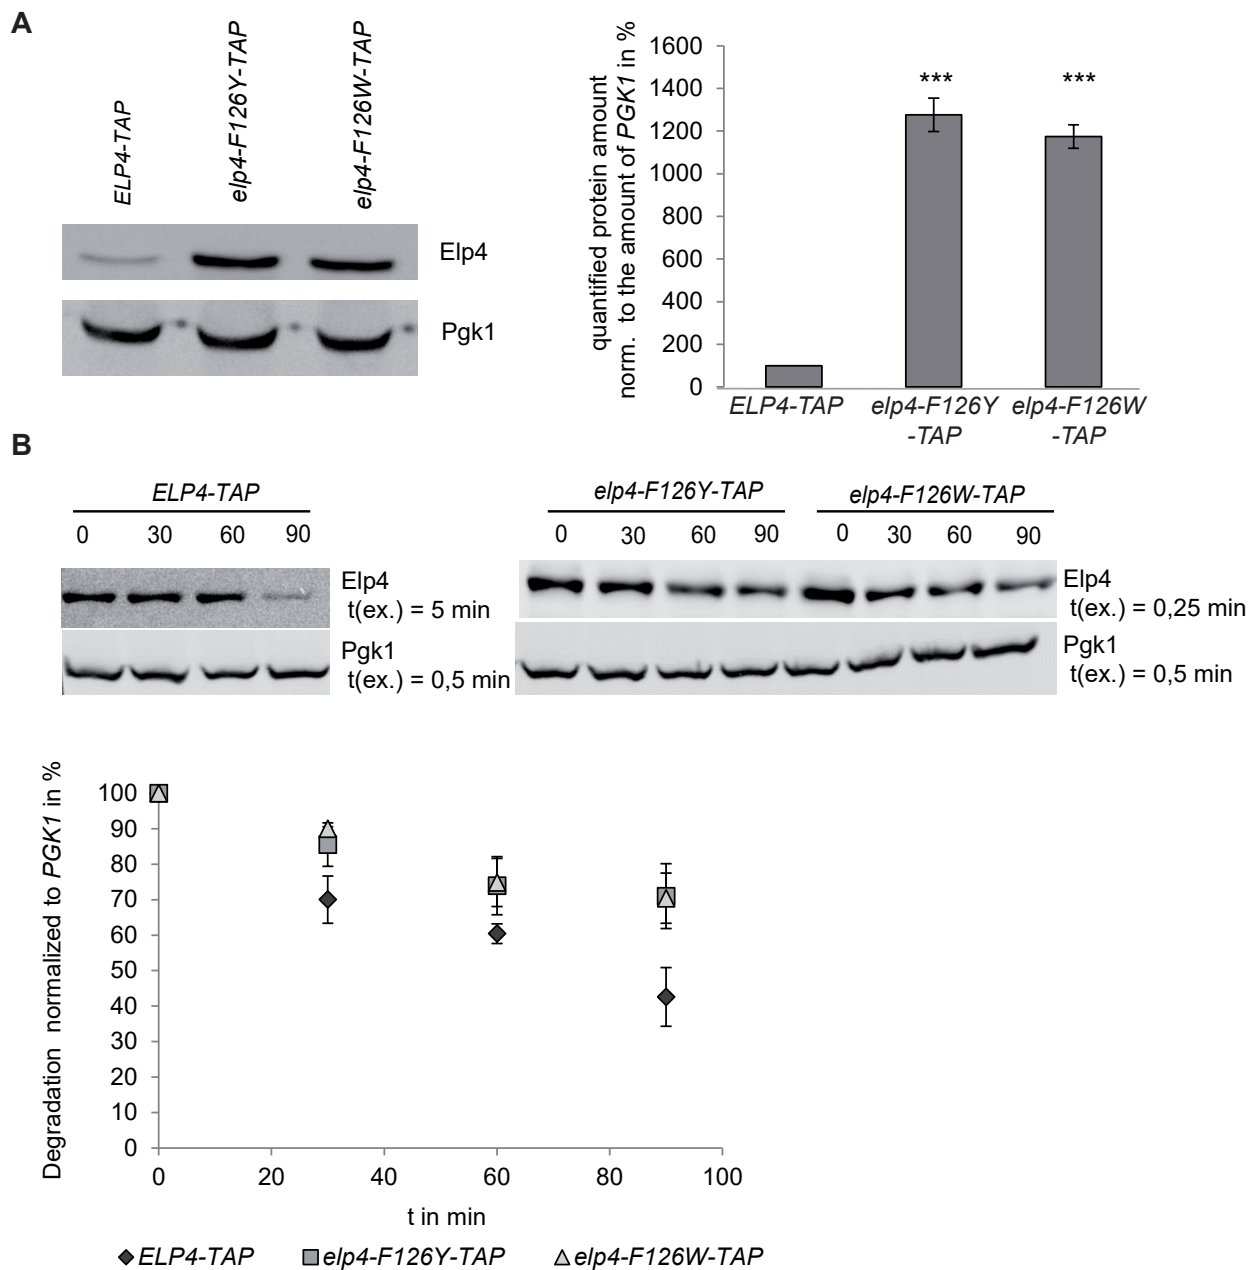 A
ELP4-TAP
elp4-F126Y-TAP
elp4-F126W-TAP
Elp4
Pgk1
quantified protein amount
norm. to the amount of PGK1 in %
1600
1400
1200
1000
800
600
400
200
0
***
***
ELP4-TAP
elp4-F126Y
-TAP
elp4-F126W
-TAP
B
ELP4-TAP
0 30 60 90
Elp4
t(ex.) = 5 min
Pgk1
t(ex.) = 0,5 min
elp4-F126Y-TAP
elp4-F126W-TAP
0 30 60 90
0 30 60 90
Elp4
t(ex.) = 0,25 min
Pgk1
t(ex.) = 0,5 min
Degradation normalized to PGK1 in %
100
90
80
70
60
50
40
30
20
10
0
0 20 40 60 80 100
t in min
ELP4-TAP elp4-F126Y-TAP elp4-F126W-TAP